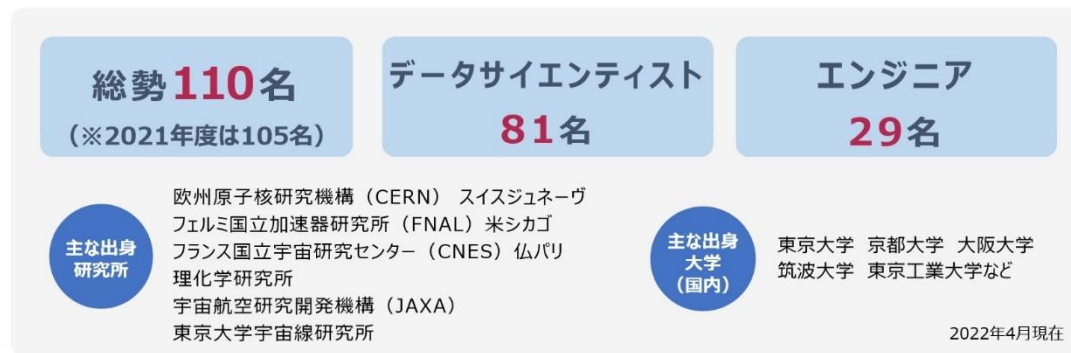 総勢110名
（※2021年度は105名）
データサイエンティスト
81名
エンジニア
29名
主な出身
研究所
欧州原子核研究機構（CERN） スイスジュネーヴ
フェルミ国立加速器研究所（FNAL）米シカゴ
フランス国立宇宙研究センター（CNES）仏パリ
理化学研究所
宇宙航空研究開発機構（JAXA）
東京大学宇宙線研究所
主な出身
大学
（国内）
東京大学 京都大学 大阪大学
筑波大学 東京工業大学など
2022年4月現在